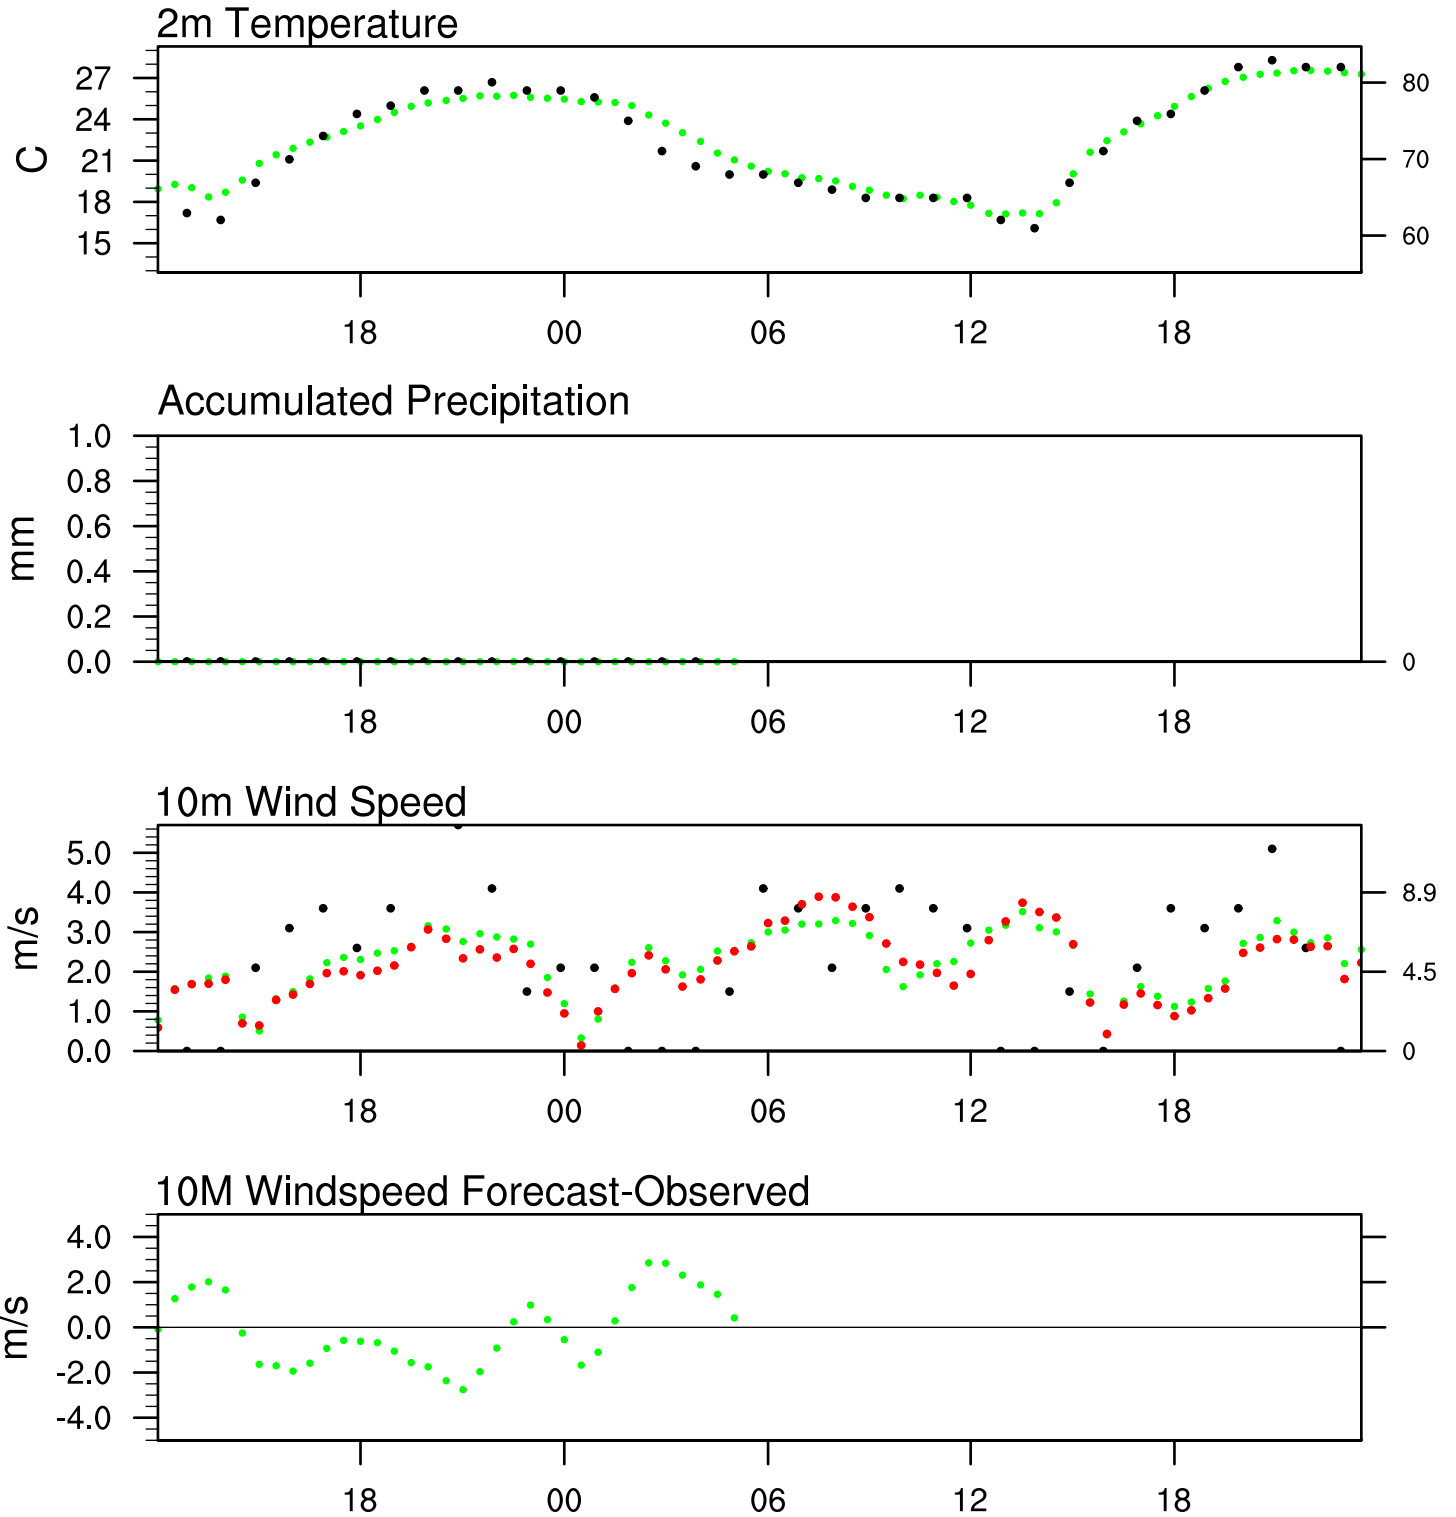 2m Temperature
27
24
21
18
15
C
80
70
60
18 00 06 12 18
Accumulated Precipitation
1.0
0.8
0.6
0.4
0.2
0.0
mm
0
18 00 06 12 18
10m Wind Speed
5.0
4.0
3.0
2.0
1.0
0.0
m/s
8.9
4.5
0
18 00 06 12 18
10M Windspeed Forecast-Observed
4.0
2.0
0.0
-2.0
-4.0
m/s
18 00 06 12 18